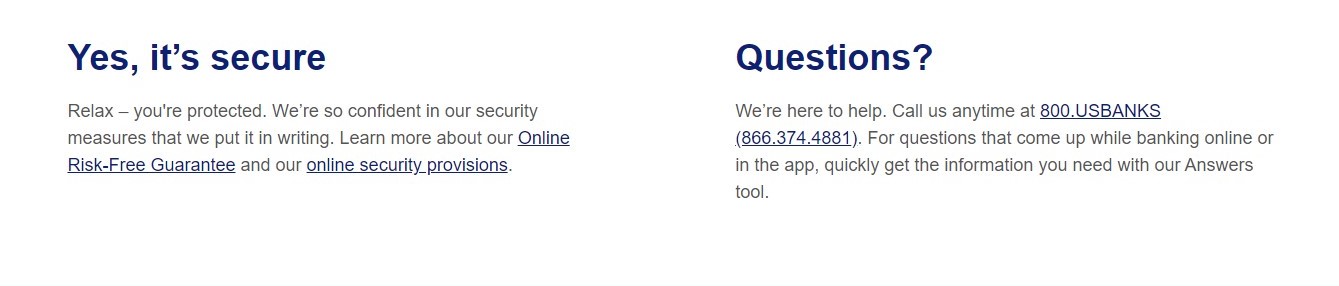 Yes, it’s secure
Relax – you're protected. We’re so confident in our security
measures that we put it in writing. Learn more about our Online
Risk-Free Guarantee and our online security provisions.
Questions?
We’re here to help. Call us anytime at 800.USBANKS
(866.374.4881). For questions that come up while banking online or
in the app, quickly get the information you need with our Answers
tool.